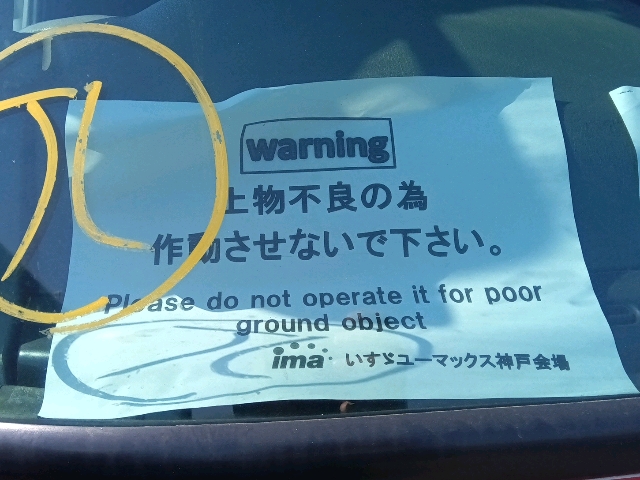 warning
上物不良の為
作動させないで下さい。
Please do not operate it for poor
ground object
ima いすゞユーマックス神戸会場